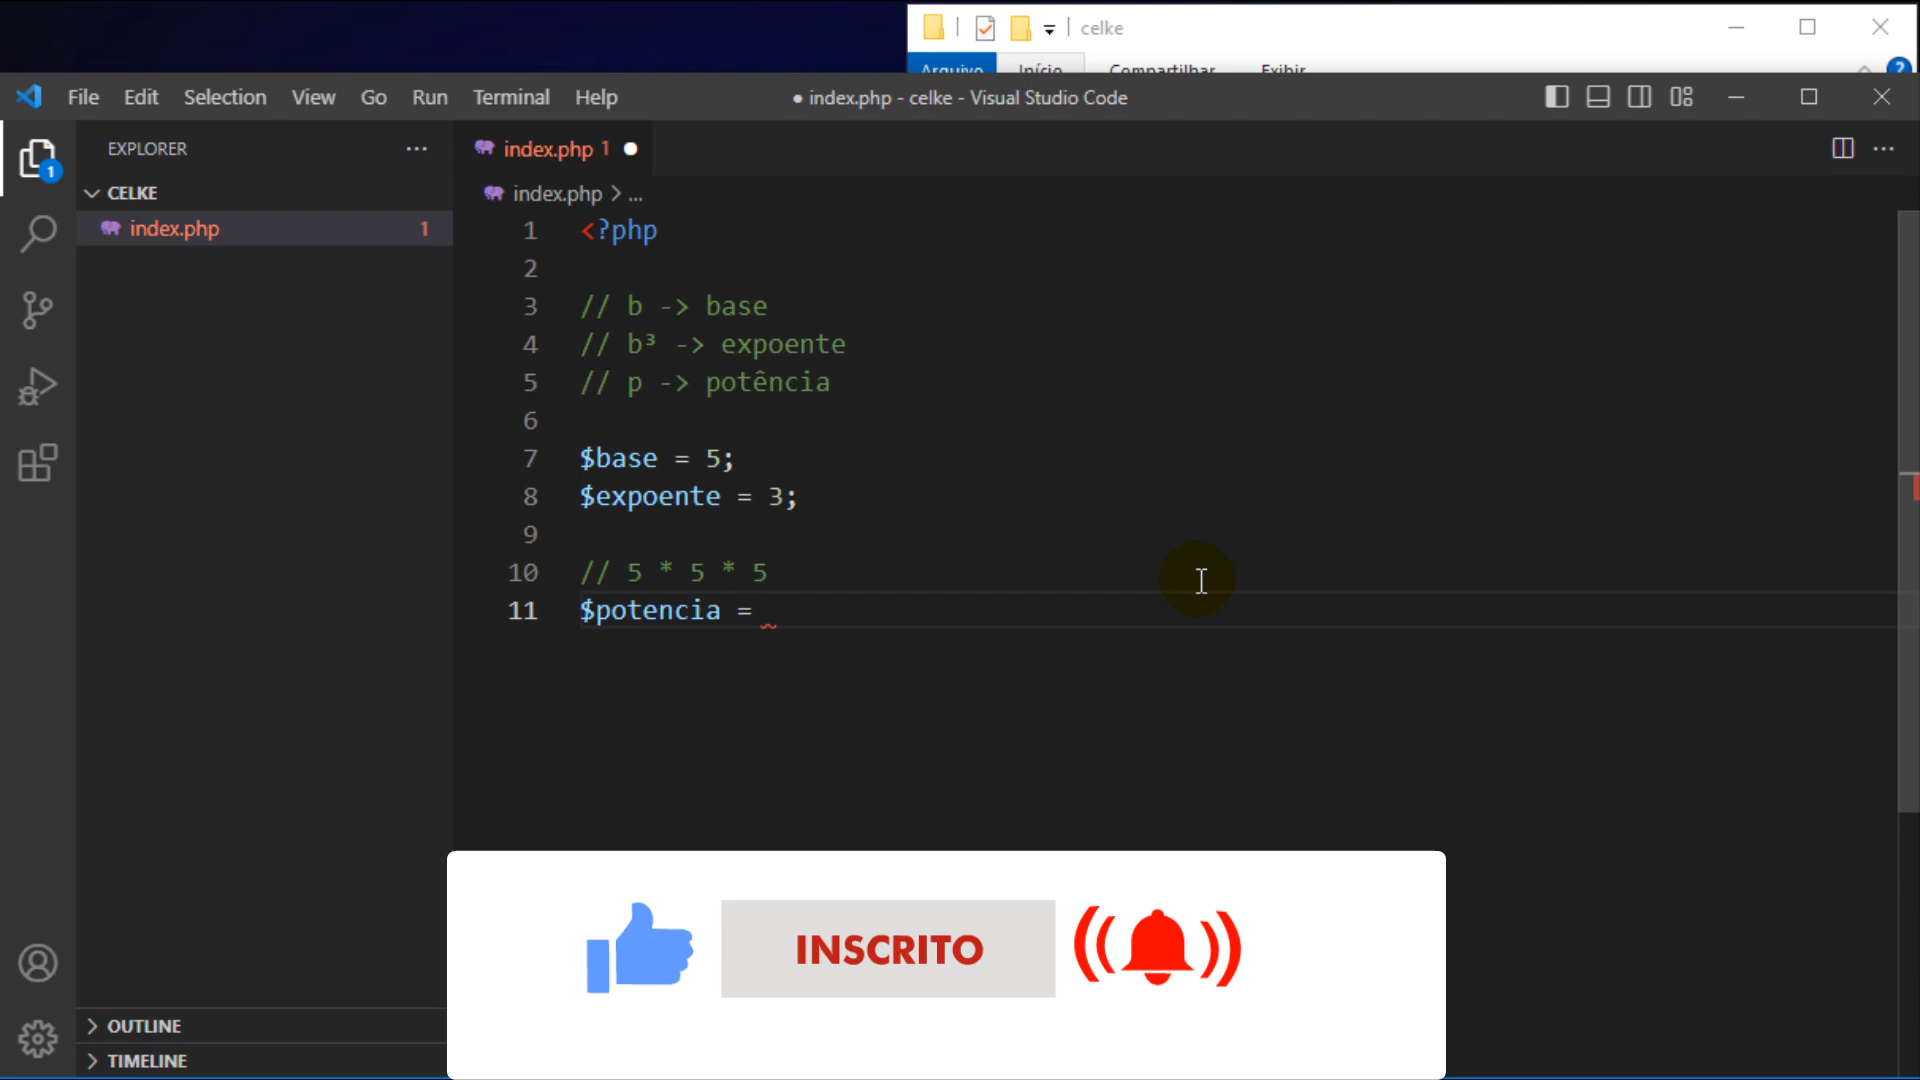 celke
Arquivo Início Compartilhar Exibir
File Edit Selection View Go Run Terminal Help
● index.php - celke - Visual Studio Code
EXPLORER
index.php 1
1
CELKE
index.php > ...
index.php 1
1 <?php
2
3 // b -> base
4 // b³ -> expoente
5 // p -> potência
6
7 $base = 5;
8 $expoente = 3;
9
10 // 5 * 5 * 5
11 $potencia =
INSCRITO
OUTLINE
TIMELINE